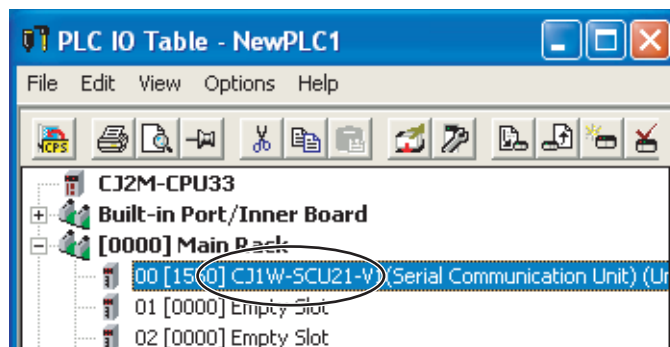 PLC IO Table - NewPLC1
File Edit View Options Help
CPS
CJ2M-CPU33
Built-in Port/Inner Board
[0000] Main Rack
00 [1500] CJ1W-SCU21-V1 (Serial Communication Unit) (Ur
01 [0000] Empty Slot
02 [0000] Empty Slot